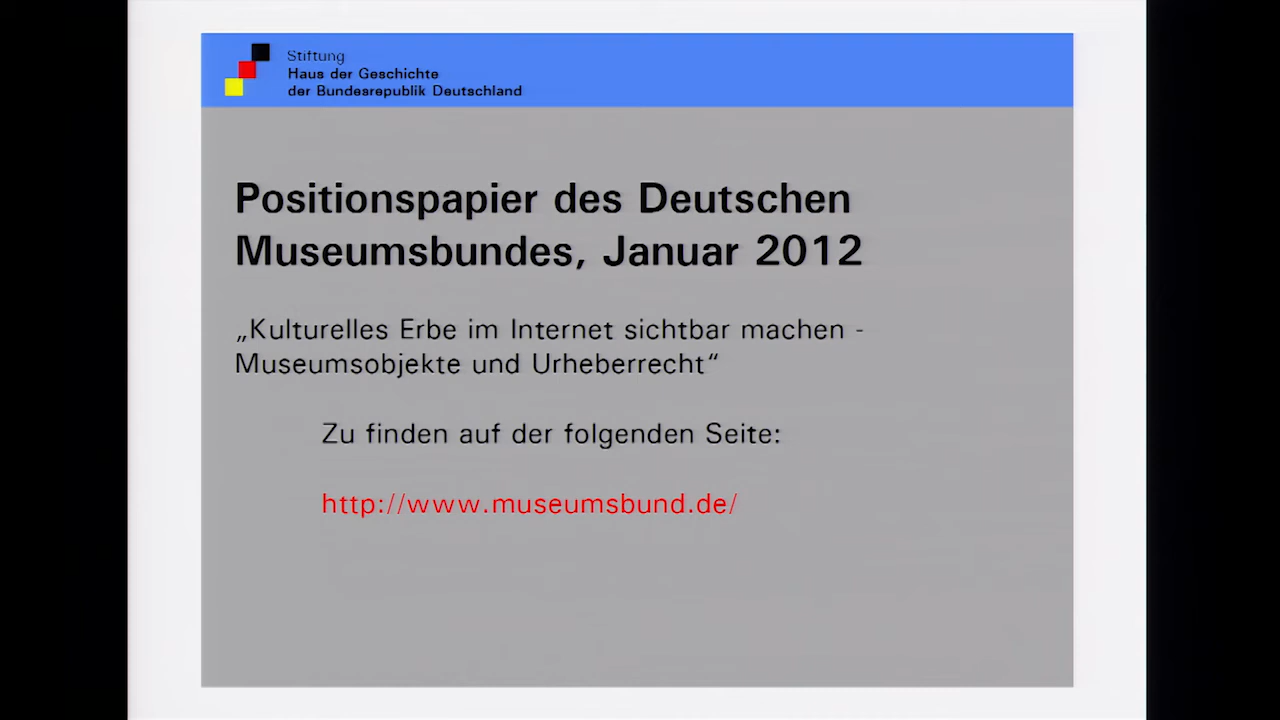 Stiftung
Haus der Geschichte
der Bundesrepublik Deutschland
Positionspapier des Deutschen
Museumsbundes, Januar 2012
„Kulturelles Erbe im Internet sichtbar machen -
Museumsobjekte und Urheberrecht“
Zu finden auf der folgenden Seite:
http://www.museumsbund.de/